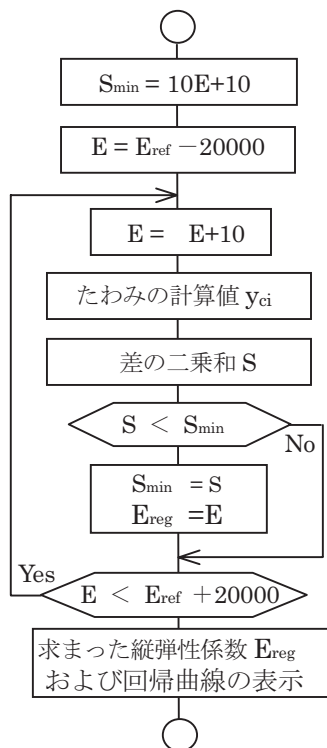 Smin = 10E+10
E = Eref −20000
E = E+10
たわみの計算値 yci
差の二乗和 S
S < Smin
No
Smin = S
Ereg =E
Yes
E < Eref +20000
求まった縦弾性係数 Ereg
および回帰曲線の表示